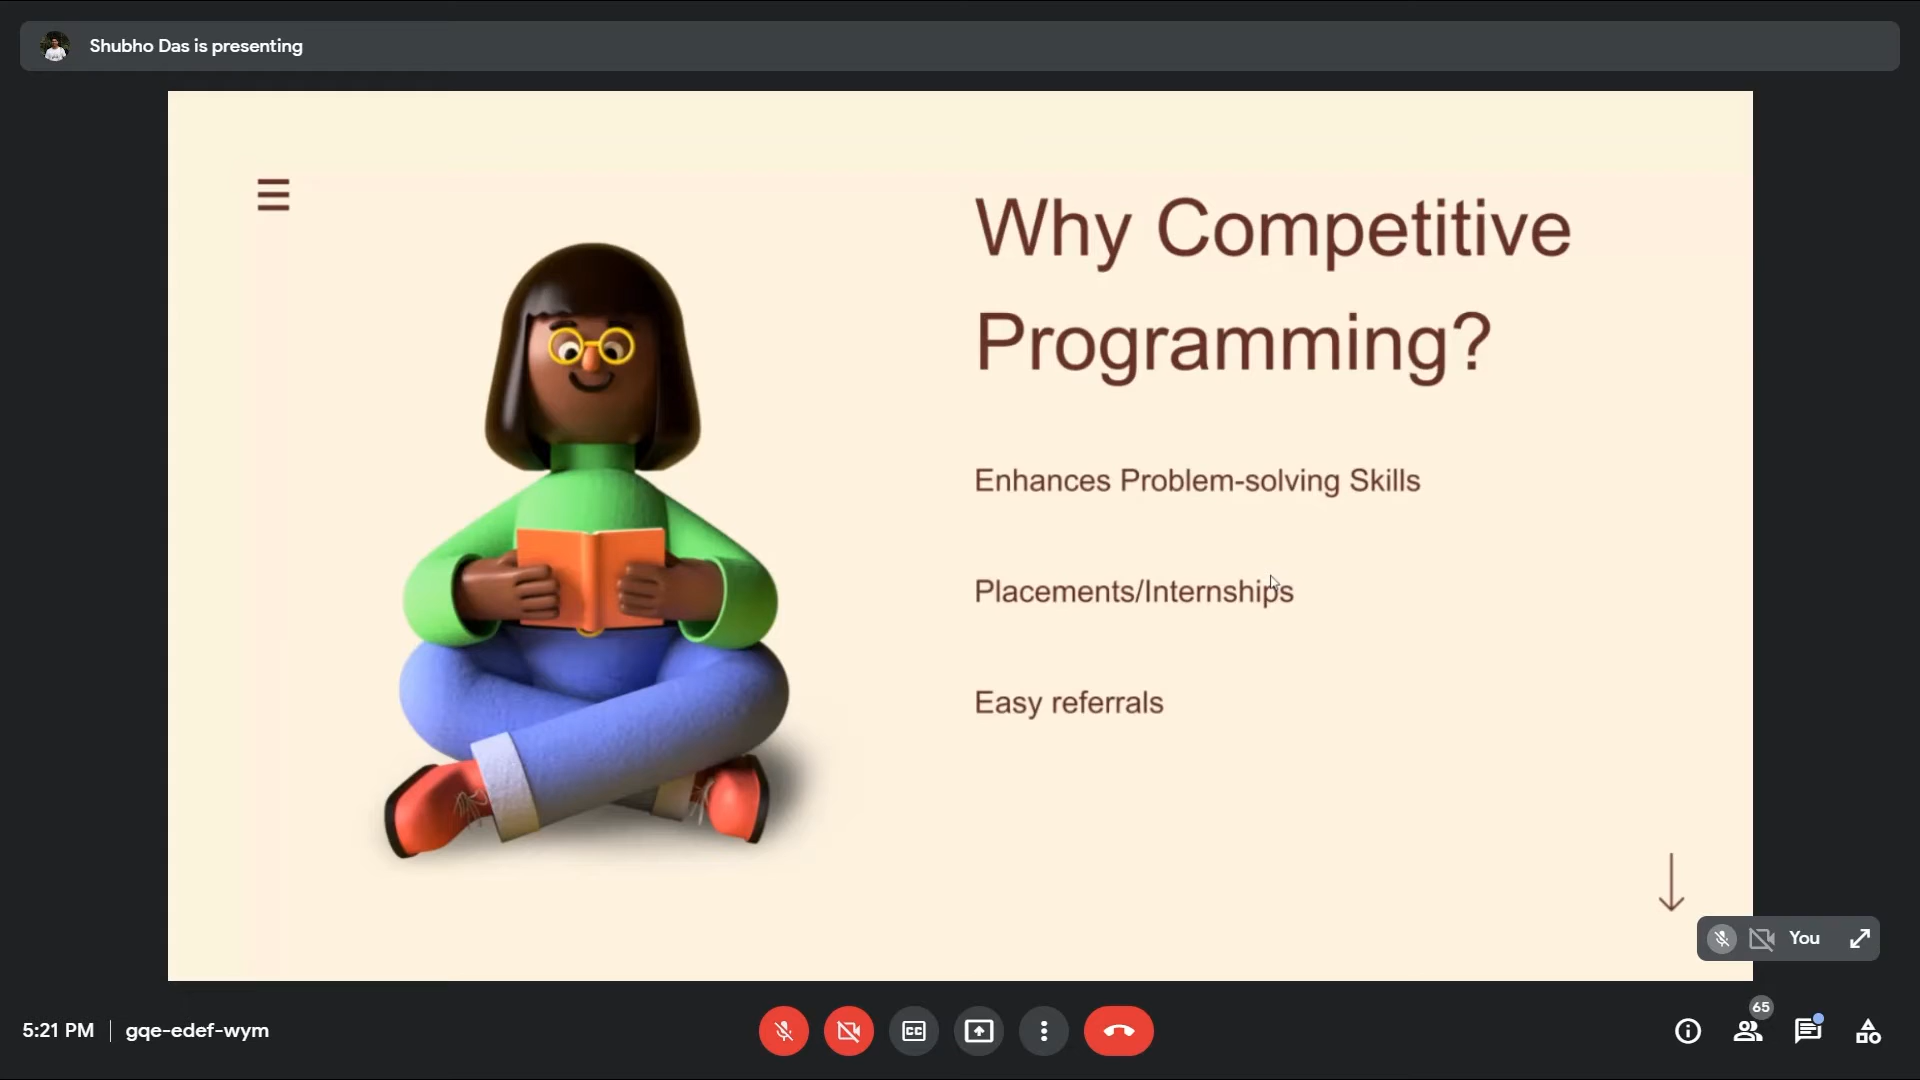 Shubho Das is presenting
Why Competitive
Programming?
Enhances Problem-solving Skills
Placements/Internships
Easy referrals
You
5:21 PM | gqe-edef-wym
CC
65